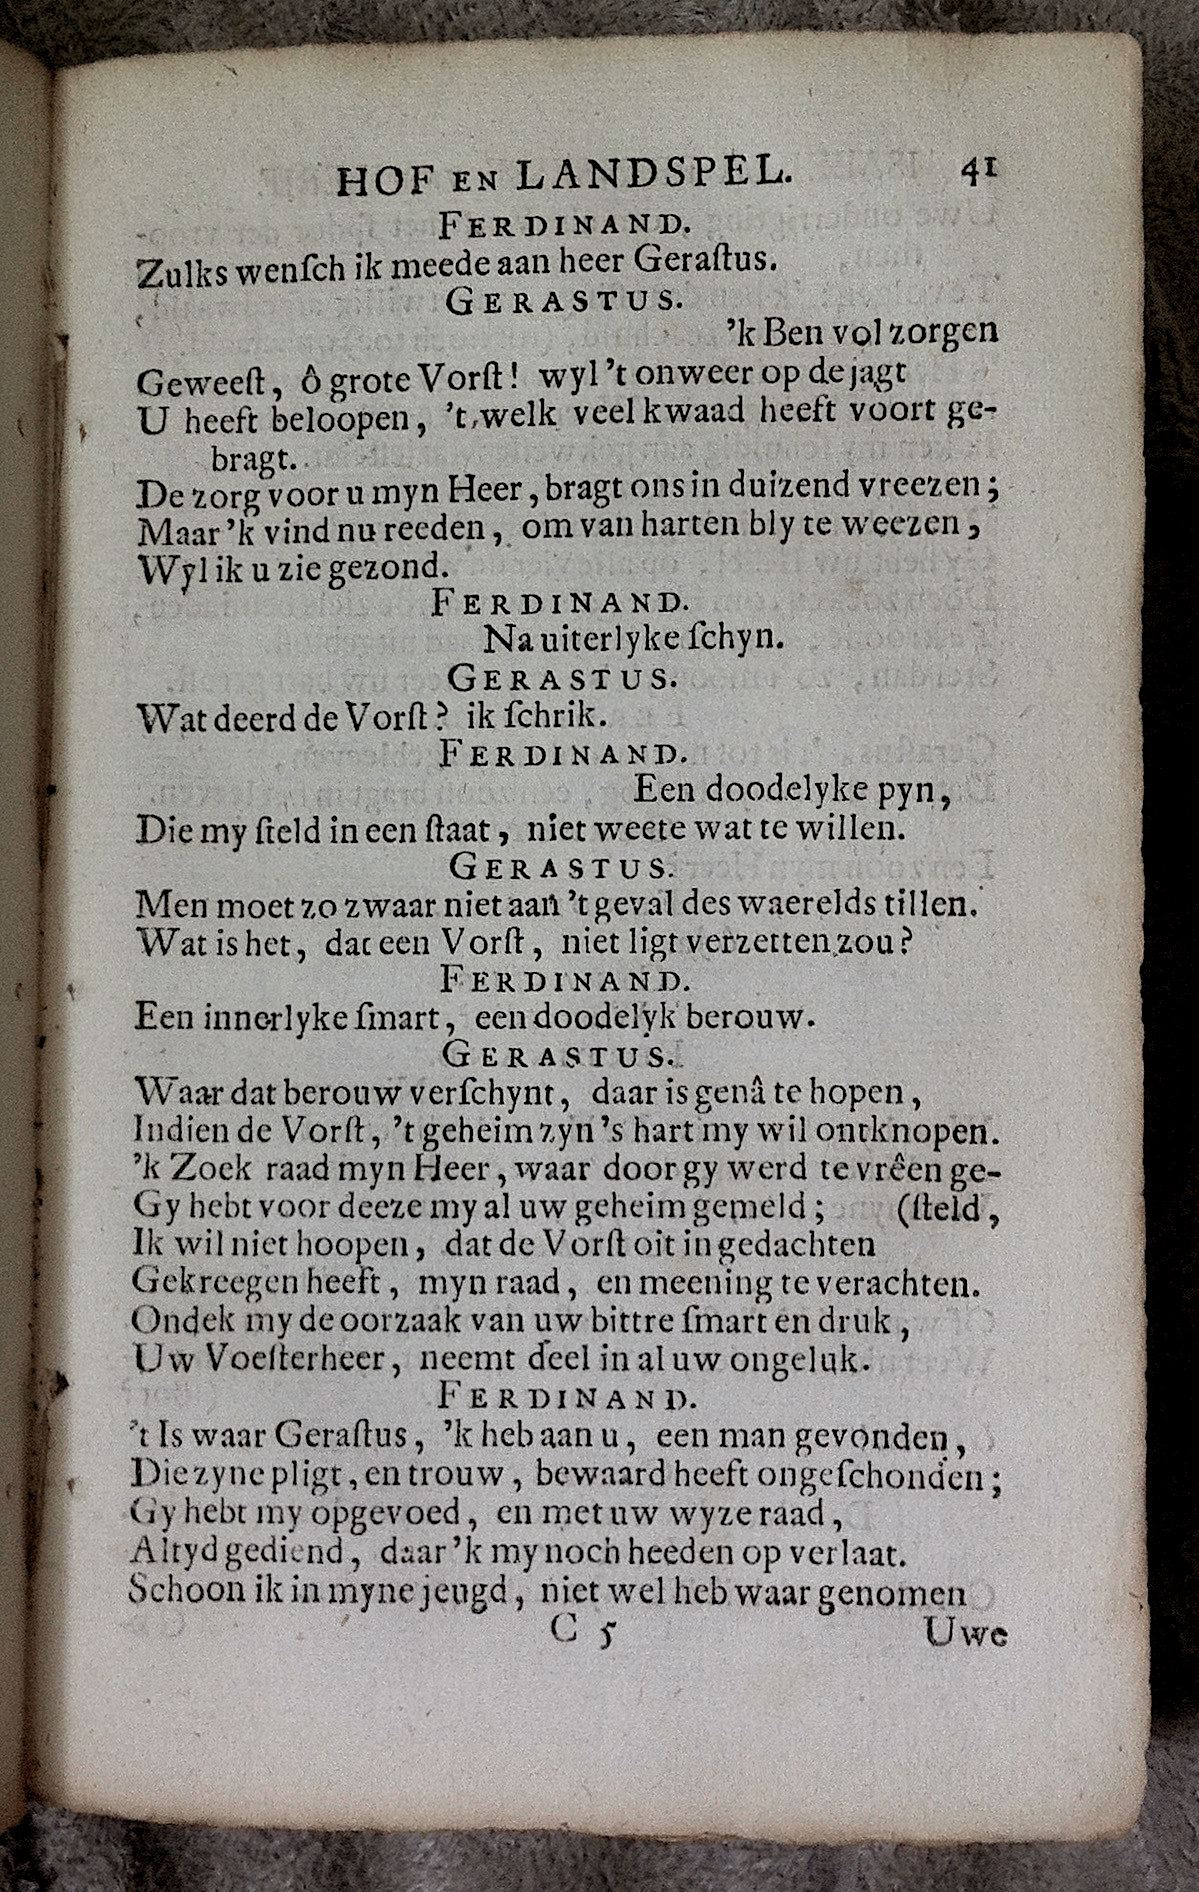 HOF EN LANDSPEL. 41
FERDINAND.
Zulks wenſch ik meede aan heer Geraſtus.
GERASTUS.
'k Ben vol zorgen
Geweeſt, ô grote Vorſt! wyl 't onweer op de jagt
U heeft beloopen, 't welk veel kwaad heeft voort ge-
bragt.
De zorg voor u myn Heer, bragt ons in duizend vreezen;
Maar 'k vind nu reeden, om van harten bly te weezen,
Wyl ik u zie gezond.
FERDINAND.
Na uiterlyke ſchyn.
GERASTUS.
Wat deerd de Vorſt? ik ſchrik.
FERDINAND.
Een doodelyke pyn,
Die my ſteld in een ſtaat, niet weete wat te willen.
GERASTUS.
Men moet zo zwaar niet aan 't geval des waerelds tillen.
Wat is het, dat een Vorſt, niet ligt verzetten zou?
FERDINAND.
Een innerlyke ſmart, een doodelyk berouw.
GERASTUS.
Waar dat berouw verſchynt, daar is genâ te hopen,
Indien de Vorſt, 't geheim zyn 's hart my wil ontknopen.
'k Zoek raad myn Heer, waar door gy werd te vrêen ge-
Gy hebt voor deeze my al uw geheim gemeld; (ſteld,
Ik wil niet hoopen, dat de Vorſt oit in gedachten
Gekreegen heeft, myn raad, en meening te verachten.
Ondek my de oorzaak van uw bittre ſmart en druk,
Uw Voeſterheer, neemt deel in al uw ongeluk.
FERDINAND.
't Is waar Geraſtus, 'k heb aan u, een man gevonden,
Die zyne pligt, en trouw, bewaard heeft ongeſchonden;
Gy hebt my opgevoed, en met uw wyze raad,
Altyd gediend, daar 'k my noch heeden op verlaat.
Schoon ik in myne jeugd, niet wel heb waar genomen
C 5 Uwe